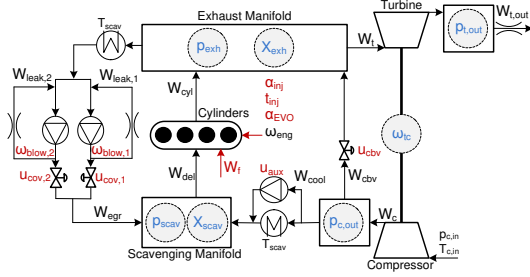 Exhaust Manifold
Turbine
T_scav
p_exh
X_exh
W_t
p_t,out
W_t,out
W_leak,2
W_leak,1
W_cyl
α_inj
t_inj
α_EVO
ω_eng
Cylinders
ω_tc
ω_blow,2
ω_blow,1
u_cov,2
u_cov,1
W_del
W_f
u_aux
u_cbv
W_cbv
W_cool
W_egr
p_scav
X_scav
T_scav
p_c,out
W_c
p_c,in
T_c,in
Scavenging Manifold
Compressor